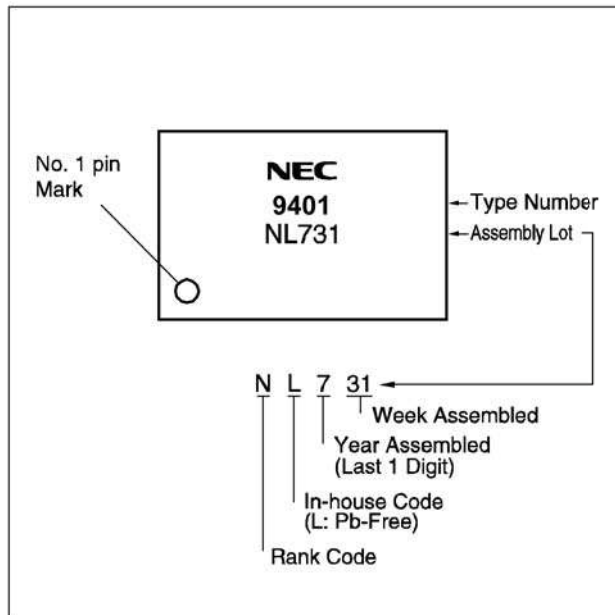 No. 1 pin
Mark
NEC
9401
NL731
Type Number
Assembly Lot
N L 7 31
Week Assembled
Year Assembled
(Last 1 Digit)
In-house Code
(L: Pb-Free)
Rank Code